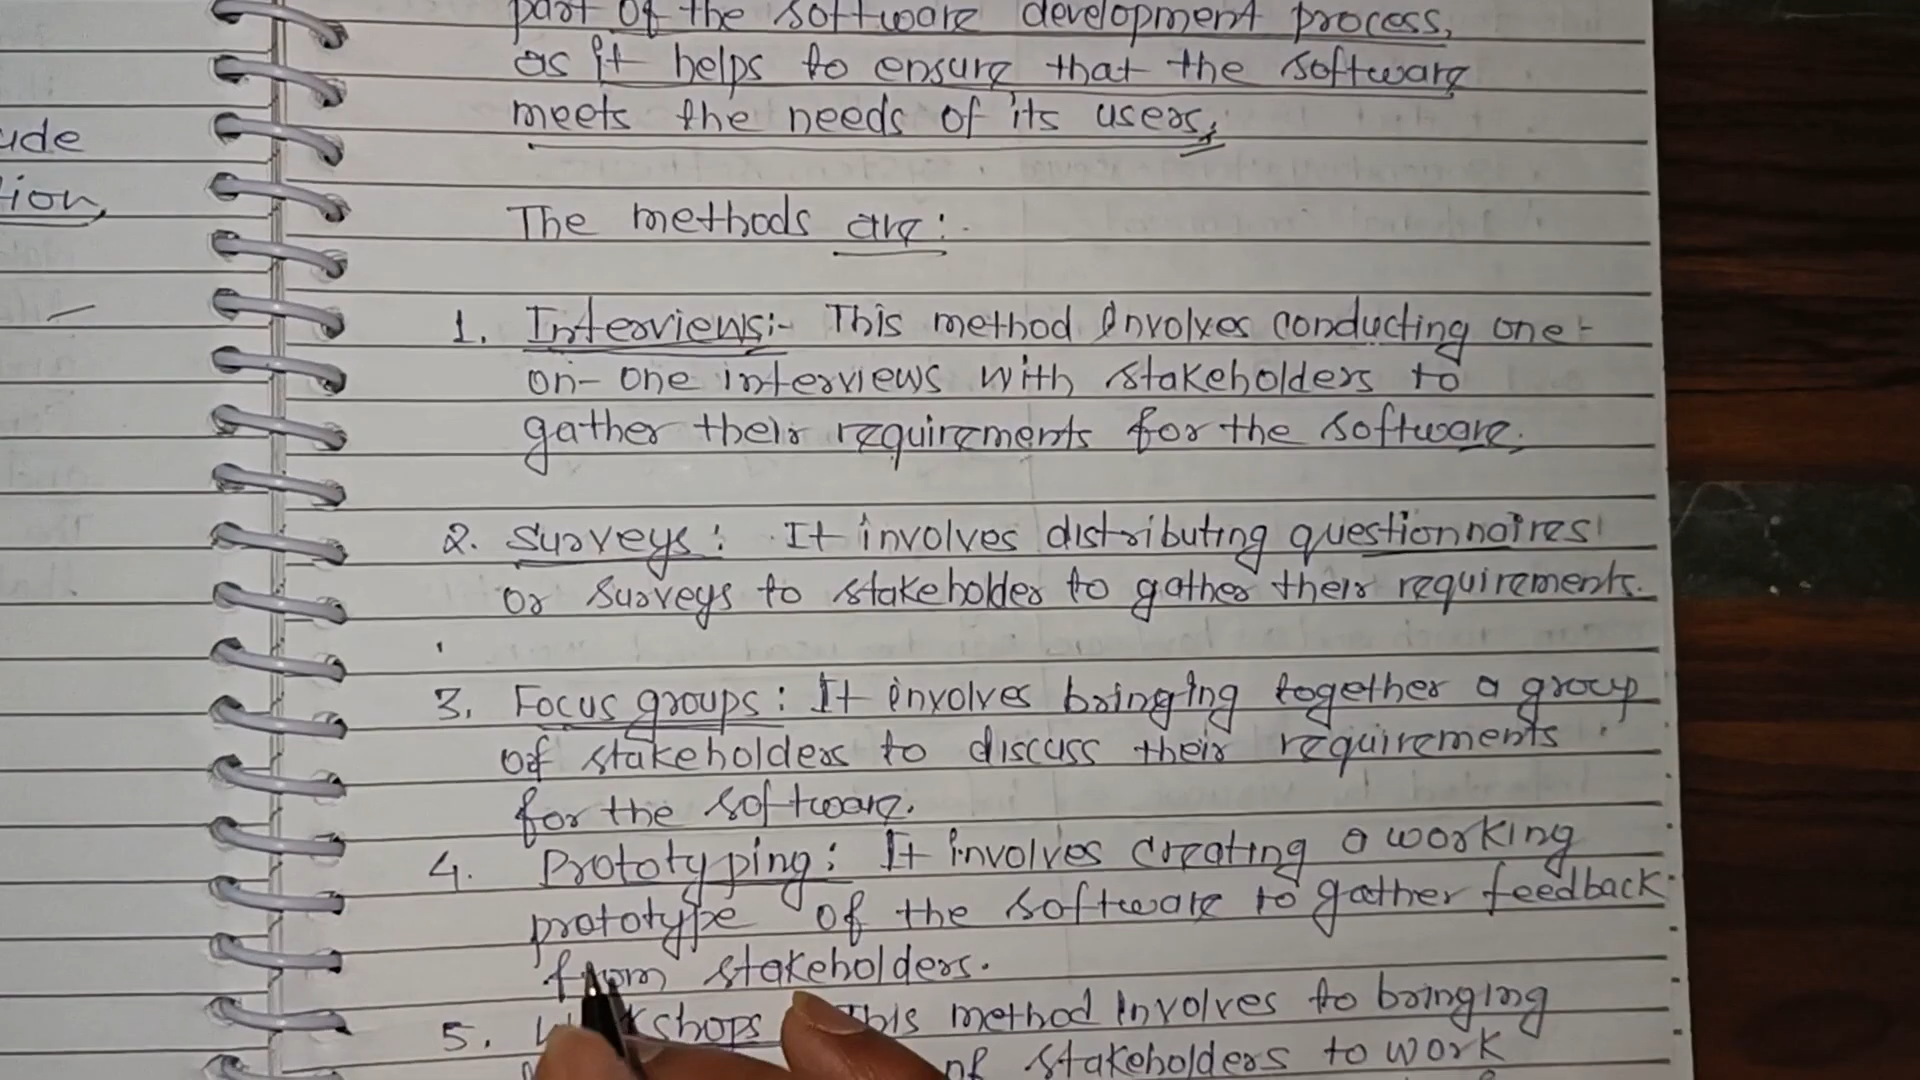 ude
tion,
part of the software development process,
as it helps to ensure that the software
meets the needs of its users,
The methods are:-
1. Interviews:- This method involves conducting one-
on-one interviews with stakeholders to
gather their requirements for the software.
2. Surveys: It involves distributing questionnaires
or surveys to stakeholder to gather their requirements.
3. Focus groups: It involves bringing together a group
of stakeholders to discuss their requirements
for the software.
4. Prototyping: It involves creating a working
prototype of the software to gather feedback
from stakeholders.
5. Workshops This method involves to bringing
of stakeholders to work